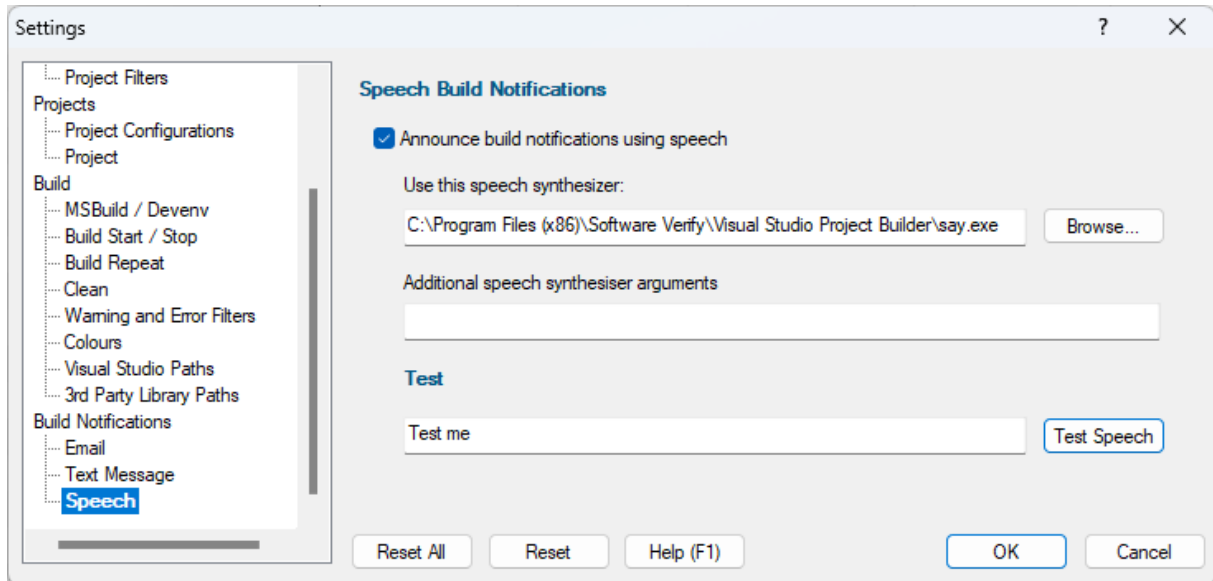 Settings
?
Project Filters
Projects
Project Configurations
Project
Build
MSBuild / Devenv
Build Start / Stop
Build Repeat
Clean
Warning and Error Filters
Colours
Visual Studio Paths
3rd Party Library Paths
Build Notifications
Email
Text Message
Speech
Speech Build Notifications
Announce build notifications using speech
Use this speech synthesizer:
C:\Program Files (x86)\Software Verify\Visual Studio Project Builder\say.exe
Browse...
Additional speech synthesiser arguments
Test
Test me
Test Speech
Reset All
Reset
Help (F1)
OK
Cancel